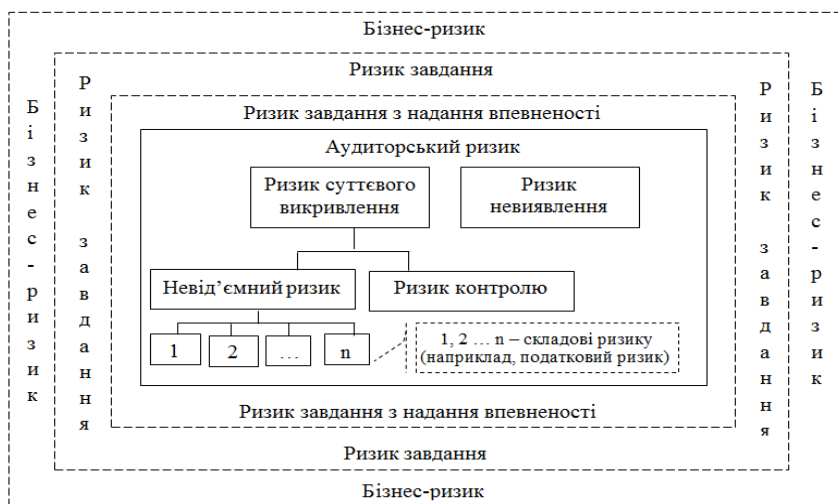 Бізнес-ризик
Ризик завдання
Бізнес-ризик
Ризик завдання
Ризик завдання з надання впевненості
Аудиторський ризик
Ризик суттєвого
викривлення
Ризик
невиявлення
Невід’ємний ризик
Ризик контролю
1
2
...
n
1, 2 ... n – складові ризику
(наприклад, податковий ризик)
Ризик завдання з надання впевненості
Ризик завдання
Бізнес-ризик
Ризик завдання
Бізнес-ризик